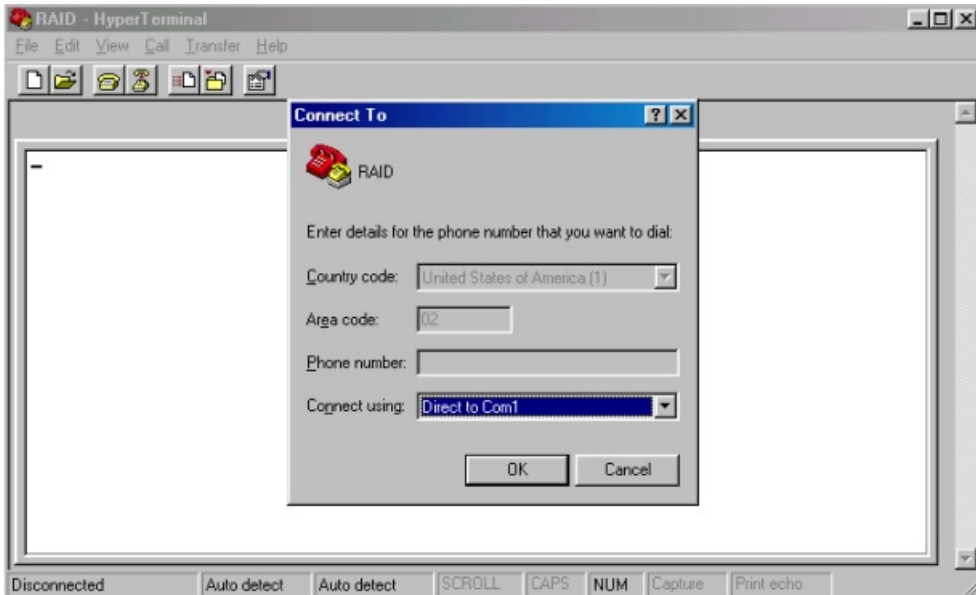 RAID - HyperTerminal
File Edit View Call Transfer Help
Connect To
RAID
Enter details for the phone number that you want to dial:
Country code: United States of America (1)
Area code: 02
Phone number:
Connect using: Direct to Com1
OK Cancel
Disconnected Auto detect Auto detect SCROLL CAPS NUM Capture Print echo